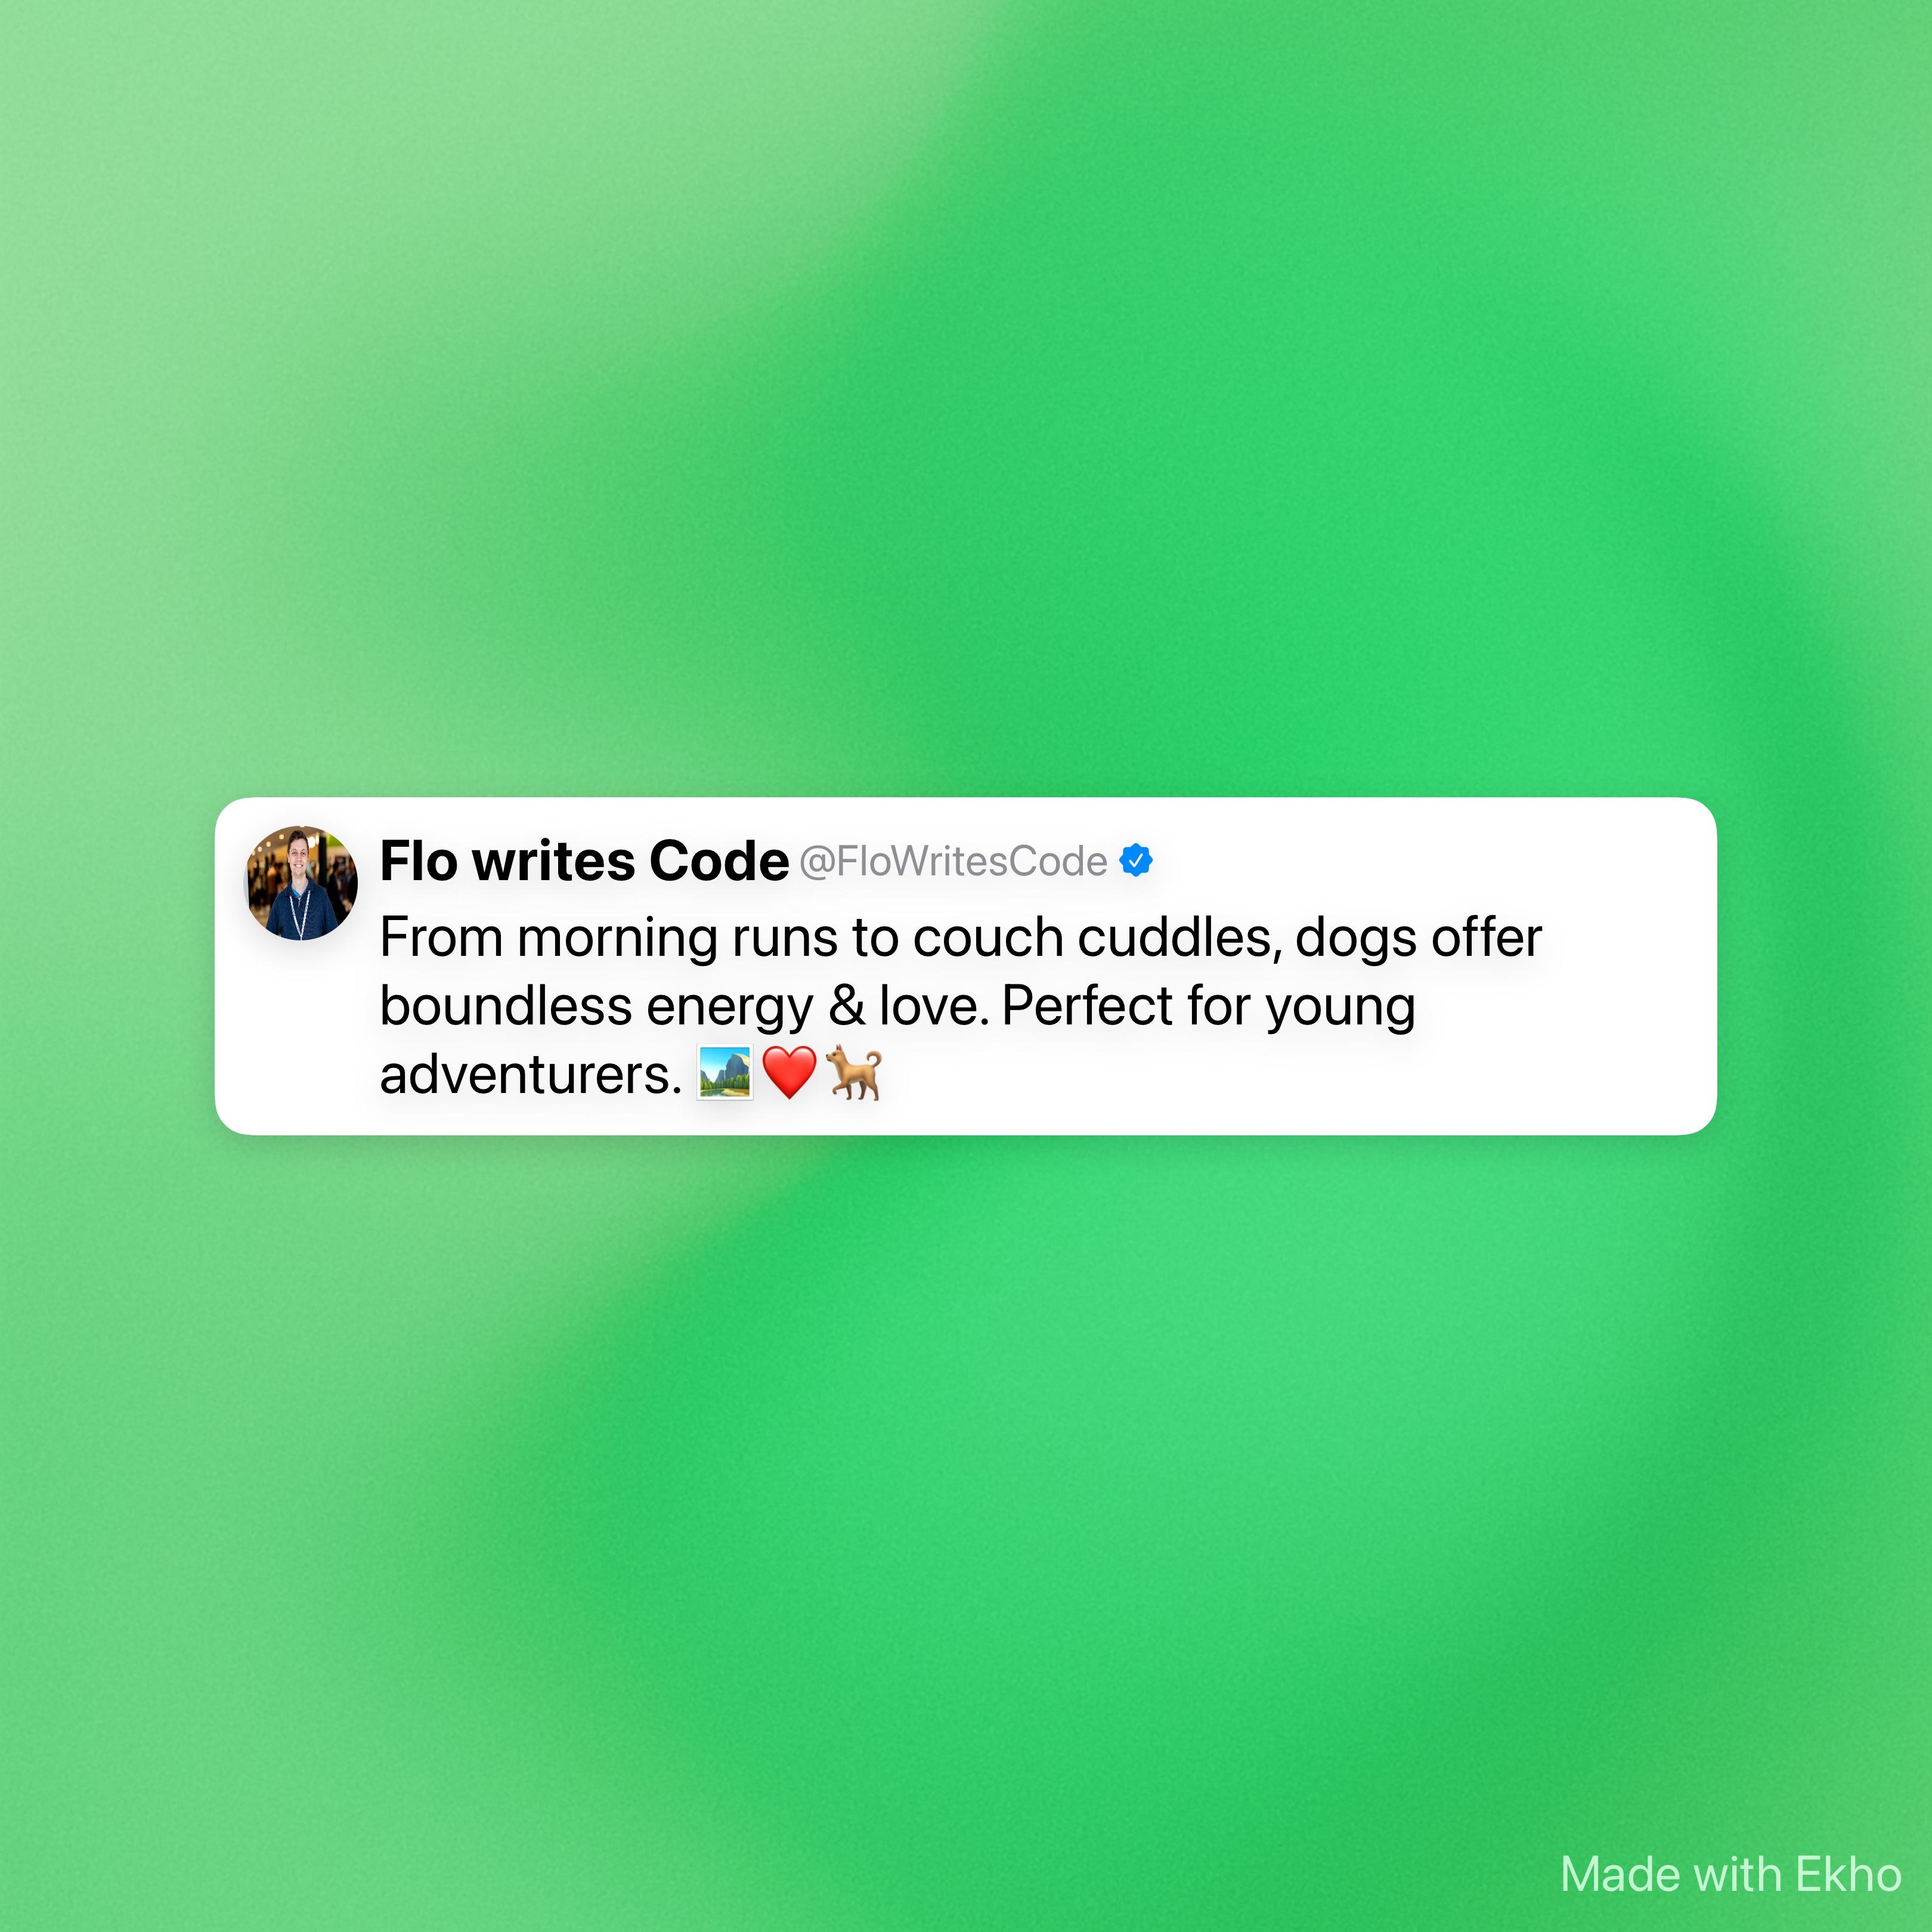 Flo writes Code @FloWritesCode
From morning runs to couch cuddles, dogs offer
boundless energy & love. Perfect for young
adventurers. 🏞️❤️🐕
Made with Ekho